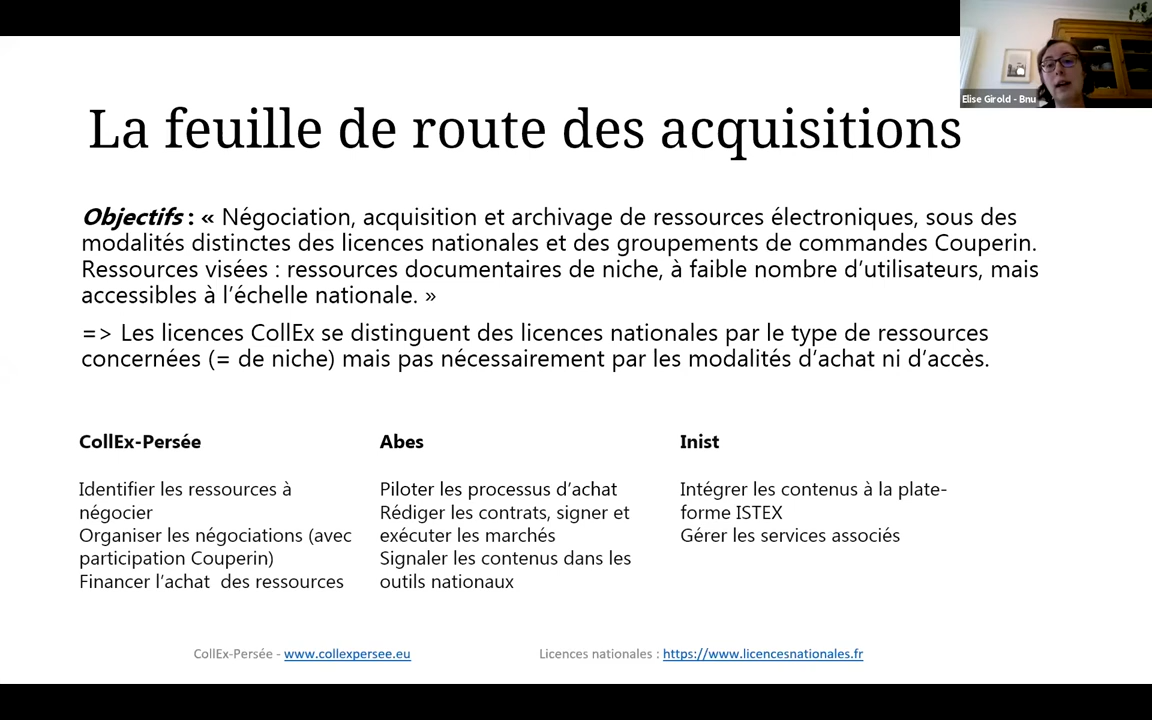 Elise Girold - Bnu
La feuille de route des acquisitions
Objectifs : « Négociation, acquisition et archivage de ressources électroniques, sous des
modalités distinctes des licences nationales et des groupements de commandes Couperin.
Ressources visées : ressources documentaires de niche, à faible nombre d’utilisateurs, mais
accessibles à l’échelle nationale. »
=> Les licences CollEx se distinguent des licences nationales par le type de ressources
concernées (= de niche) mais pas nécessairement par les modalités d’achat ni d’accès.
CollEx-Persée
Identifier les ressources à
négocier
Organiser les négociations (avec
participation Couperin)
Financer l’achat des ressources
Abes
Piloter les processus d’achat
Rédiger les contrats, signer et
exécuter les marchés
Signaler les contenus dans les
outils nationaux
Inist
Intégrer les contenus à la plate-
forme ISTEX
Gérer les services associés
CollEx-Persée - www.collexpersee.eu
Licences nationales : https://www.licencesnationales.fr